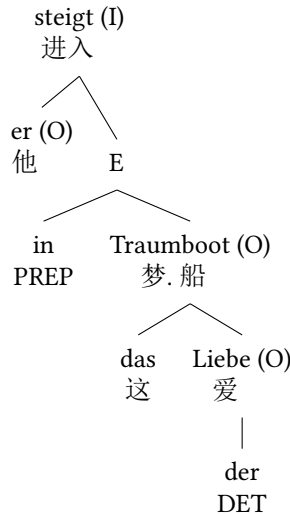 steigt (I)
进入
er (O)
他
E
in
PREP
Traumboot (O)
梦. 船
das
这
Liebe (O)
爱
der
DET